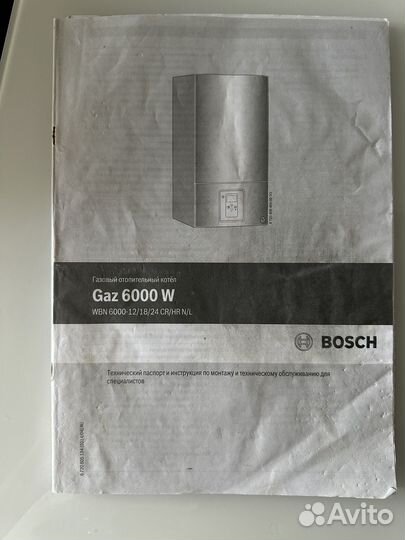 Газовый отопительный котёл
Gaz 6000 W
WBN 6000-12/18/24 CR/HR N/L
BOSCH
Технический паспорт и инструкция по монтажу и техническому обслуживанию для
специалистов
Avito